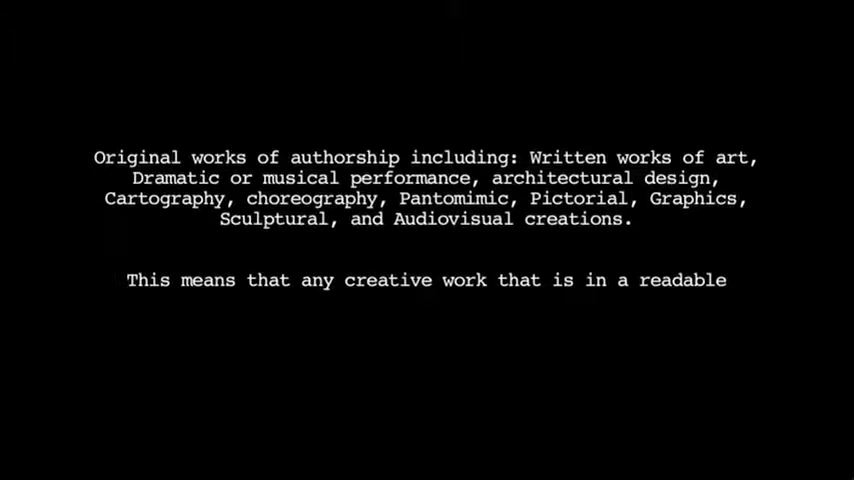 Original works of authorship including: Written works of art,
Dramatic or musical performance, architectural design,
Cartography, choreography, Pantomimic, Pictorial, Graphics,
Sculptural, and Audiovisual creations.
This means that any creative work that is in a readable